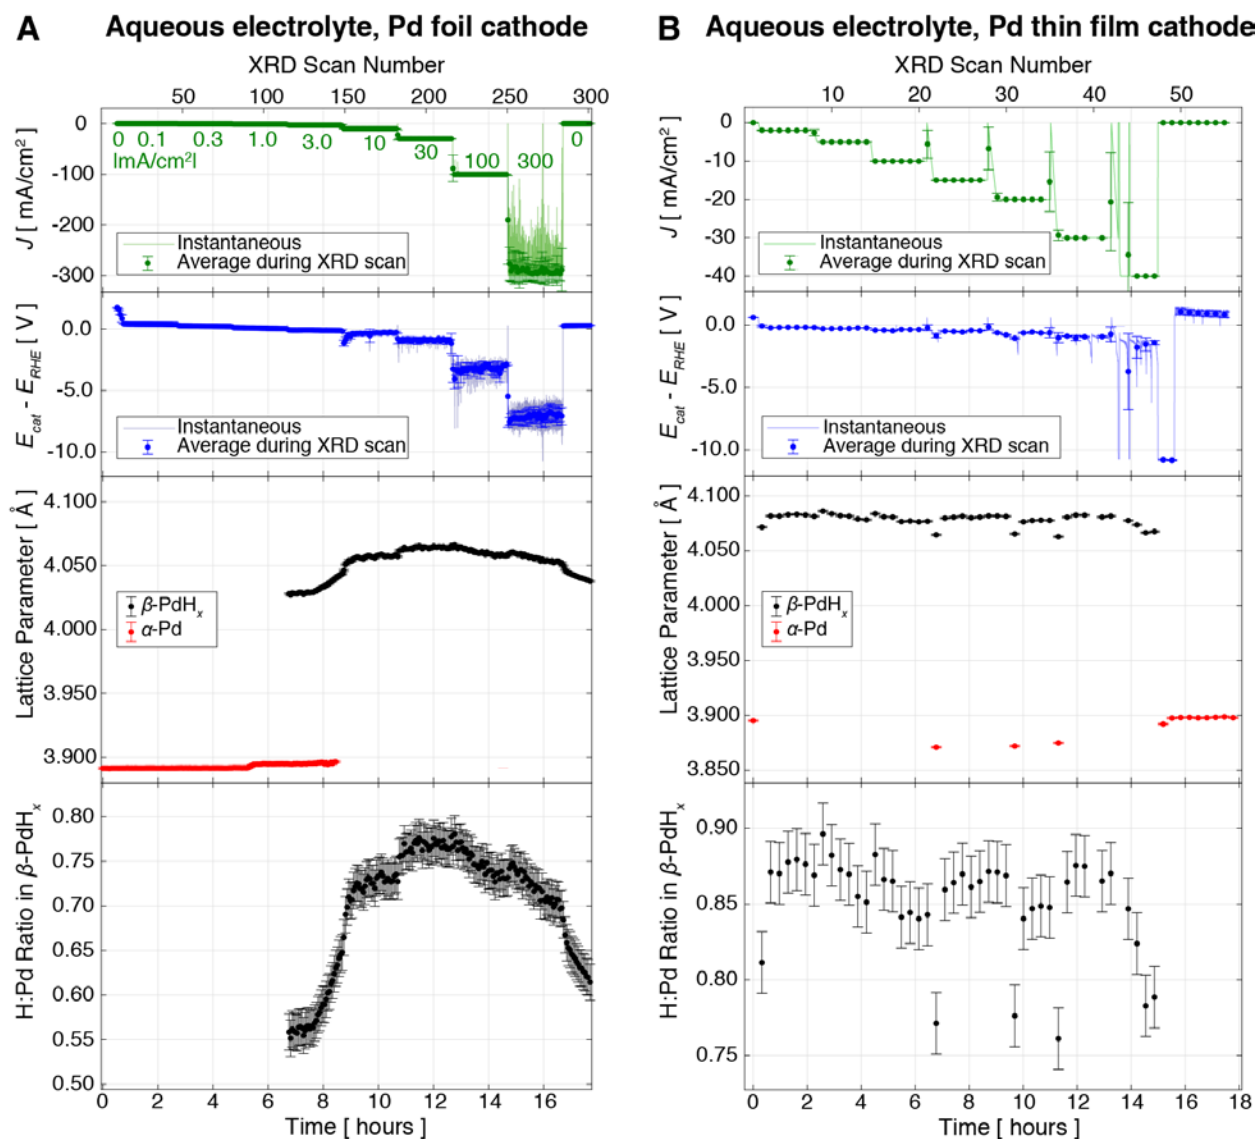 A Aqueous electrolyte, Pd foil cathode
XRD Scan Number
50 100 150 200 250 300
0
-100
-200
-300
J [ mA/cm² ]
0 0.1 0.3 1.0 3.0 10 30 100 300 0
|mA/cm²|
Instantaneous
Average during XRD scan
0.0
-5.0
-10.0
E_cat - E_RHE [ V ]
Instantaneous
Average during XRD scan
4.100
4.050
4.000
3.950
3.900
Lattice Parameter [ Å ]
β-PdHₓ
α-Pd
0.80
0.75
0.70
0.65
0.60
0.55
0.50
H:Pd Ratio in β-PdHₓ
0 2 4 6 8 10 12 14 16
Time [ hours ]
B Aqueous electrolyte, Pd thin film cathode
XRD Scan Number
10 20 30 40 50
0
-10
-20
-30
-40
J [ mA/cm² ]
Instantaneous
Average during XRD scan
0.0
-5.0
-10.0
E_cat - E_RHE [ V ]
Instantaneous
Average during XRD scan
4.100
4.050
4.000
3.950
3.900
3.850
Lattice Parameter [ Å ]
β-PdHₓ
α-Pd
0.90
0.85
0.80
0.75
H:Pd Ratio in β-PdHₓ
0 2 4 6 8 10 12 14 16 18
Time [ hours ]